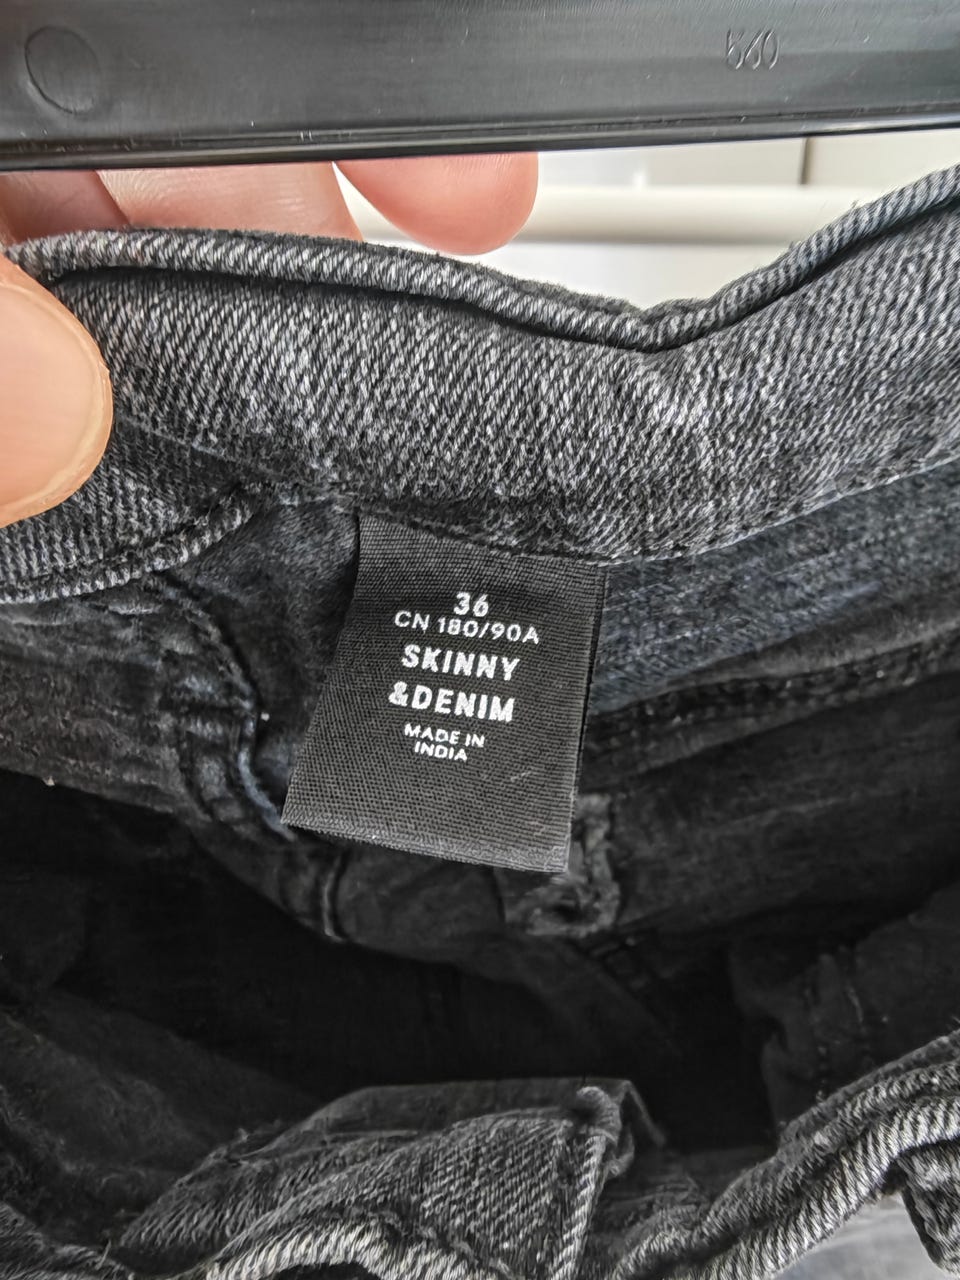 36
CN 180/90A
SKINNY
&DENIM
MADE IN
INDIA